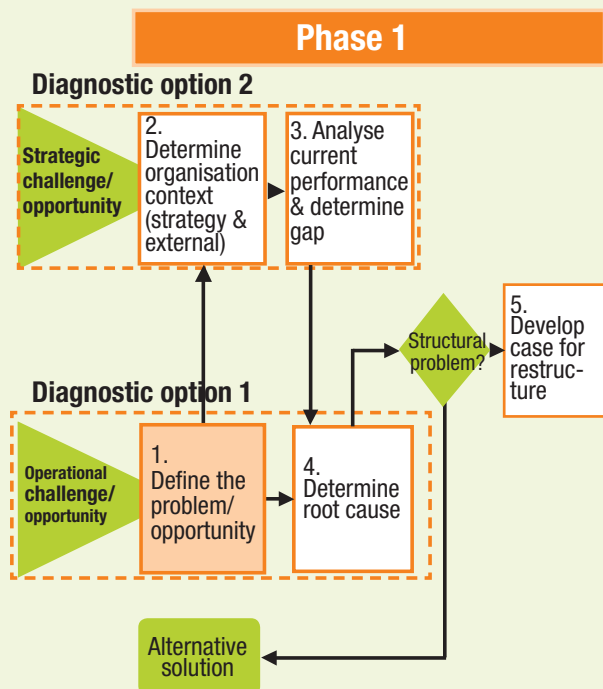 Phase 1
Diagnostic option 2
Strategic
challenge/
opportunity
2.
Determine
organisation
context
(strategy &
external)
3. Analyse
current
performance
& determine
gap
Structural
problem?
5.
Develop
case for
restruc-
ture
Diagnostic option 1
Operational
challenge/
opportunity
1.
Define the
problem/
opportunity
4.
Determine
root cause
Alternative
solution